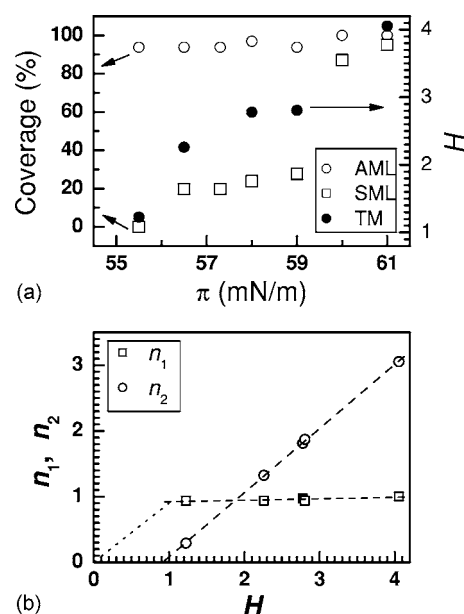 100
80
60
40
20
0
Coverage (%)
4
3
2
1
H
AML
SML
TM
55
57
59
61
π (mN/m)
(a)
n₁
n₂
3
2
1
0
n₁, n₂
0
1
2
3
4
H
(b)